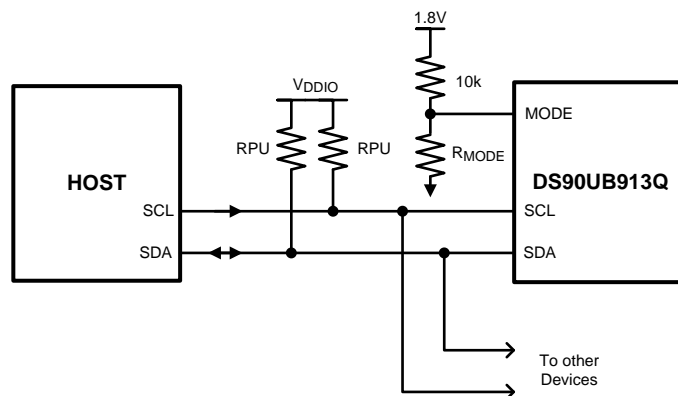 1.8V
10k
VDDIO
RPU
RPU
RMODE
MODE
HOST
DS90UB913Q
SCL
SCL
SDA
SDA
To other
Devices